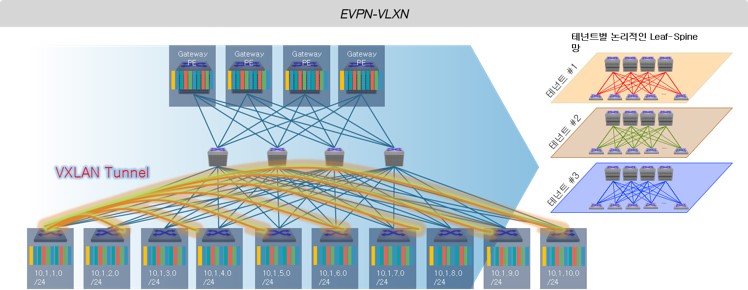 EVPN-VLXN
Gateway
PE
Gateway
PE
Gateway
PE
Gateway
PE
테넌트별 논리적인 Leaf-Spine
망
테넌트 #1
테넌트 #2
테넌트 #3
VXLAN Tunnel
10.1.1.0
/24
10.1.2.0
/24
10.1.3.0
/24
10.1.4.0
/24
10.1.5.0
/24
10.1.6.0
/24
10.1.7.0
/24
10.1.8.0
/24
10.1.9.0
/24
10.1.10.0
/24